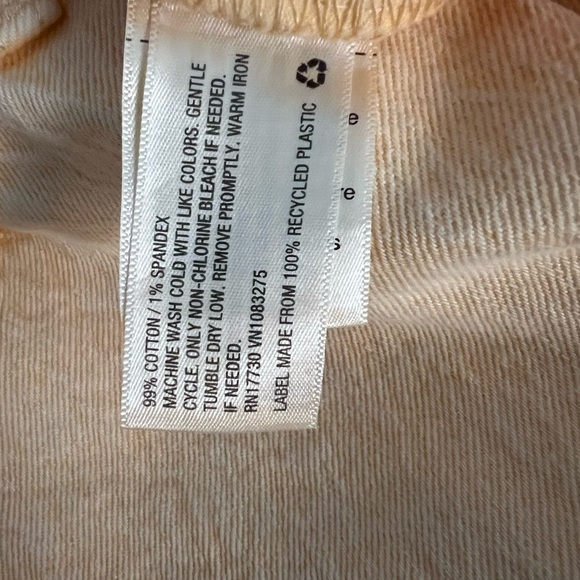 99% COTTON / 1% SPANDEX
MACHINE WASH COLD WITH LIKE COLORS. GENTLE
CYCLE. ONLY NON-CHLORINE BLEACH IF NEEDED.
TUMBLE DRY LOW. REMOVE PROMPTLY. WARM IRON
IF NEEDED.
RN17730 VN1083275
LABEL MADE FROM 100% RECYCLED PLASTIC